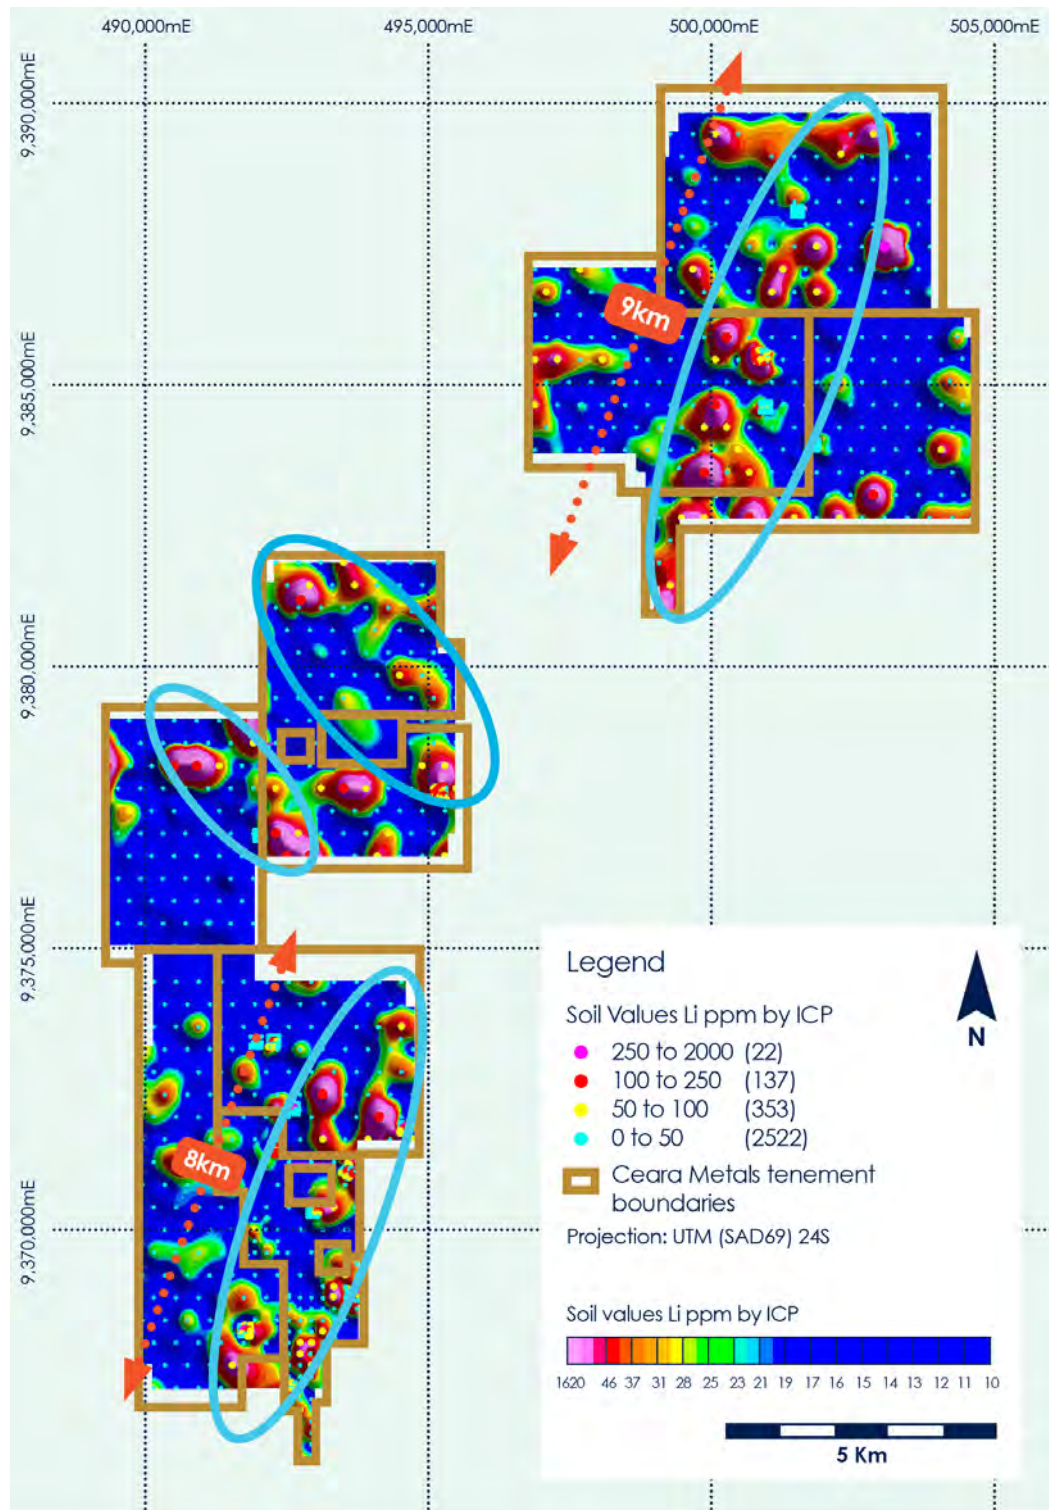 490,000mE 495,000mE 500,000mE 505,000mE
9,390,000mE
9km
9,385,000mE
9,380,000mE
9,375,000mE
8km
9,370,000mE
Legend
Soil Values Li ppm by ICP
250 to 2000 (22)
100 to 250 (137)
50 to 100 (353)
0 to 50 (2522)
Ceara Metals tenement
boundaries
Projection: UTM (SAD69) 24S
N
Soil values Li ppm by ICP
1620 46 37 31 28 25 23 21 19 17 16 15 14 13 12 11 10
5 Km